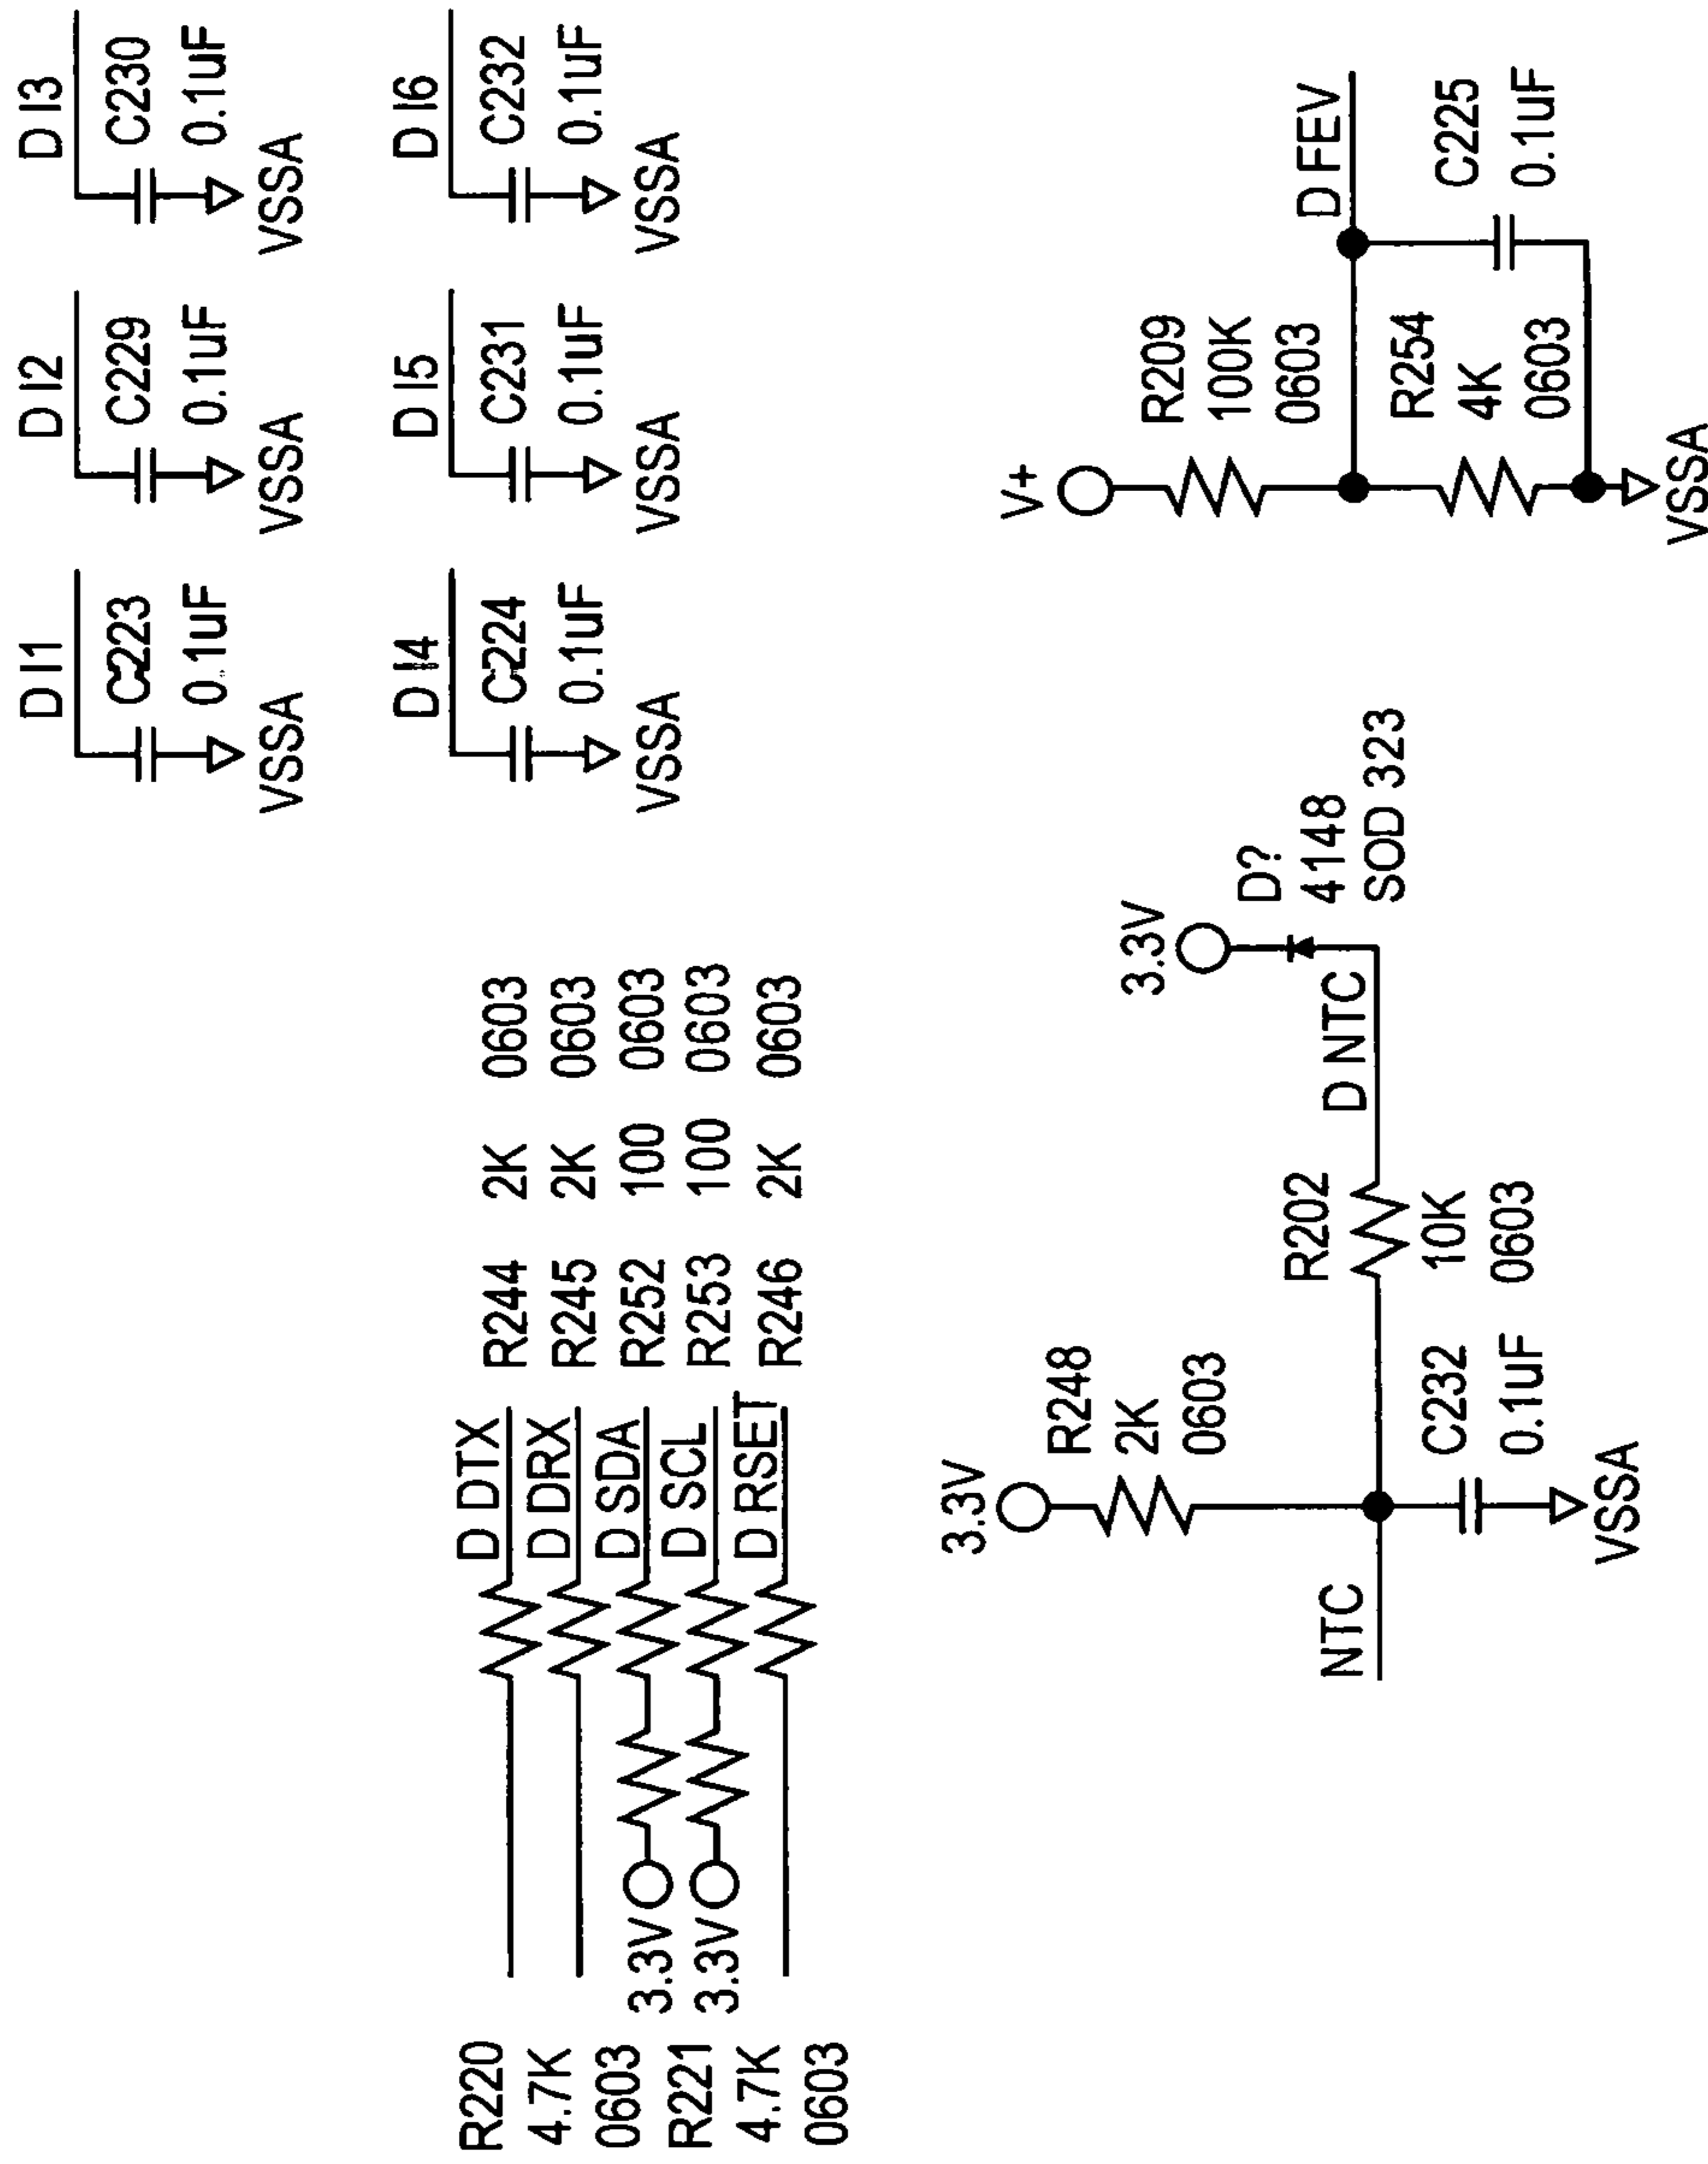 D I1
C223
0.1uF
VSSA
D I2
C229
0.1uF
VSSA
D I3
C230
0.1uF
VSSA
D I4
C224
0.1uF
VSSA
D I5
C231
0.1uF
VSSA
D I6
C232
0.1uF
VSSA
R220
4.7K
0603
R221
4.7K
0603
3.3V
3.3V
D DTX
D DRX
D SDA
D SCL
D RSET
R244 2K 0603
R245 2K 0603
R252 100 0603
R253 100 0603
R246 2K 0603
3.3V
R248
2K
0603
NTC
C232
0.1uF
VSSA
R202
10K
0603
D NTC
3.3V
D?
4148
SOD 323
V+
R209
100K
0603
D FEV
R254
4K
0603
C225
0.1uF
VSSA